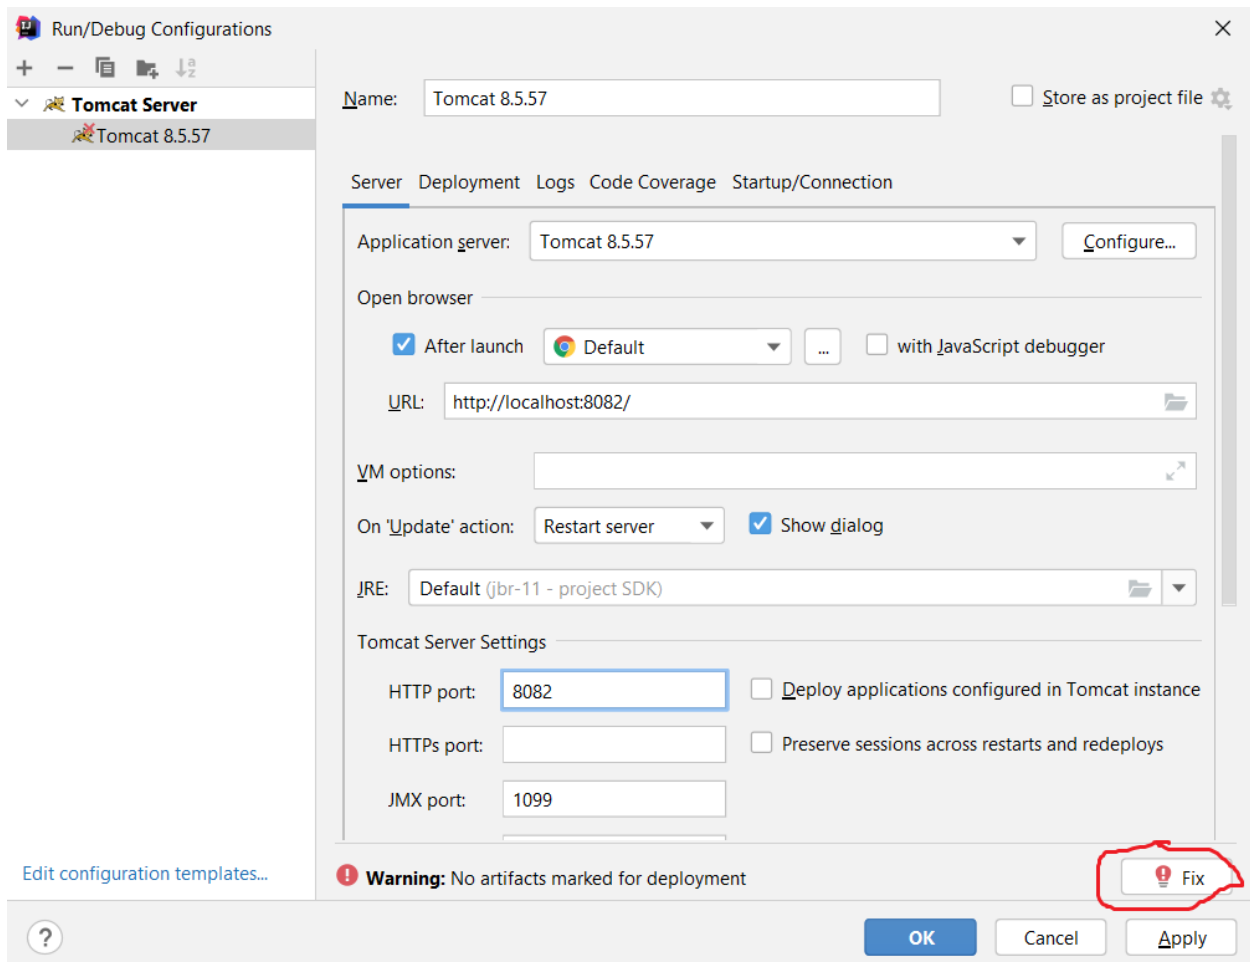 Run/Debug Configurations
Tomcat Server
Tomcat 8.5.57
Name: Tomcat 8.5.57 Store as project file
Server Deployment Logs Code Coverage Startup/Connection
Application server: Tomcat 8.5.57 Configure...
Open browser
After launch Default ... with JavaScript debugger
URL: http://localhost:8082/
VM options:
On 'Update' action: Restart server Show dialog
JRE: Default (jbr-11 - project SDK)
Tomcat Server Settings
HTTP port: 8082 Deploy applications configured in Tomcat instance
HTTPs port: Preserve sessions across restarts and redeploys
JMX port: 1099
Edit configuration templates...
Warning: No artifacts marked for deployment Fix
? OK Cancel Apply